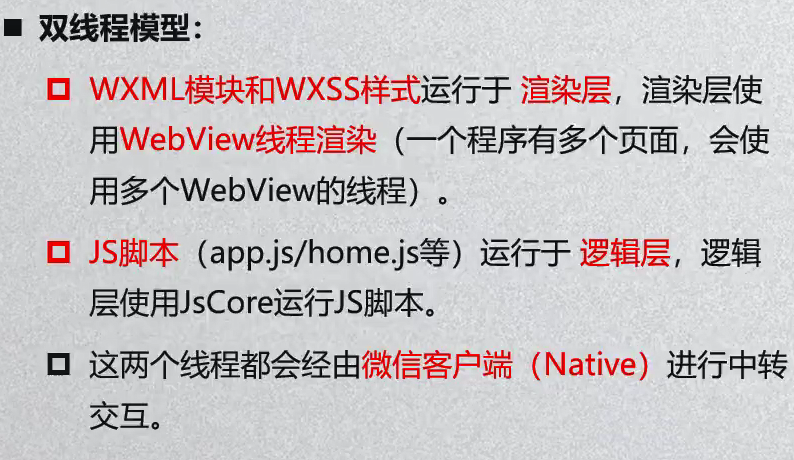 双线程模型：
WXML模块和WXSS样式运行于 渲染层，渲染层使
用WebView线程渲染（一个程序有多个页面，会使
用多个WebView的线程）。
JS脚本（app.js/home.js等）运行于 逻辑层，逻辑
层使用JsCore运行JS脚本。
这两个线程都会经由微信客户端（Native）进行中转
交互。